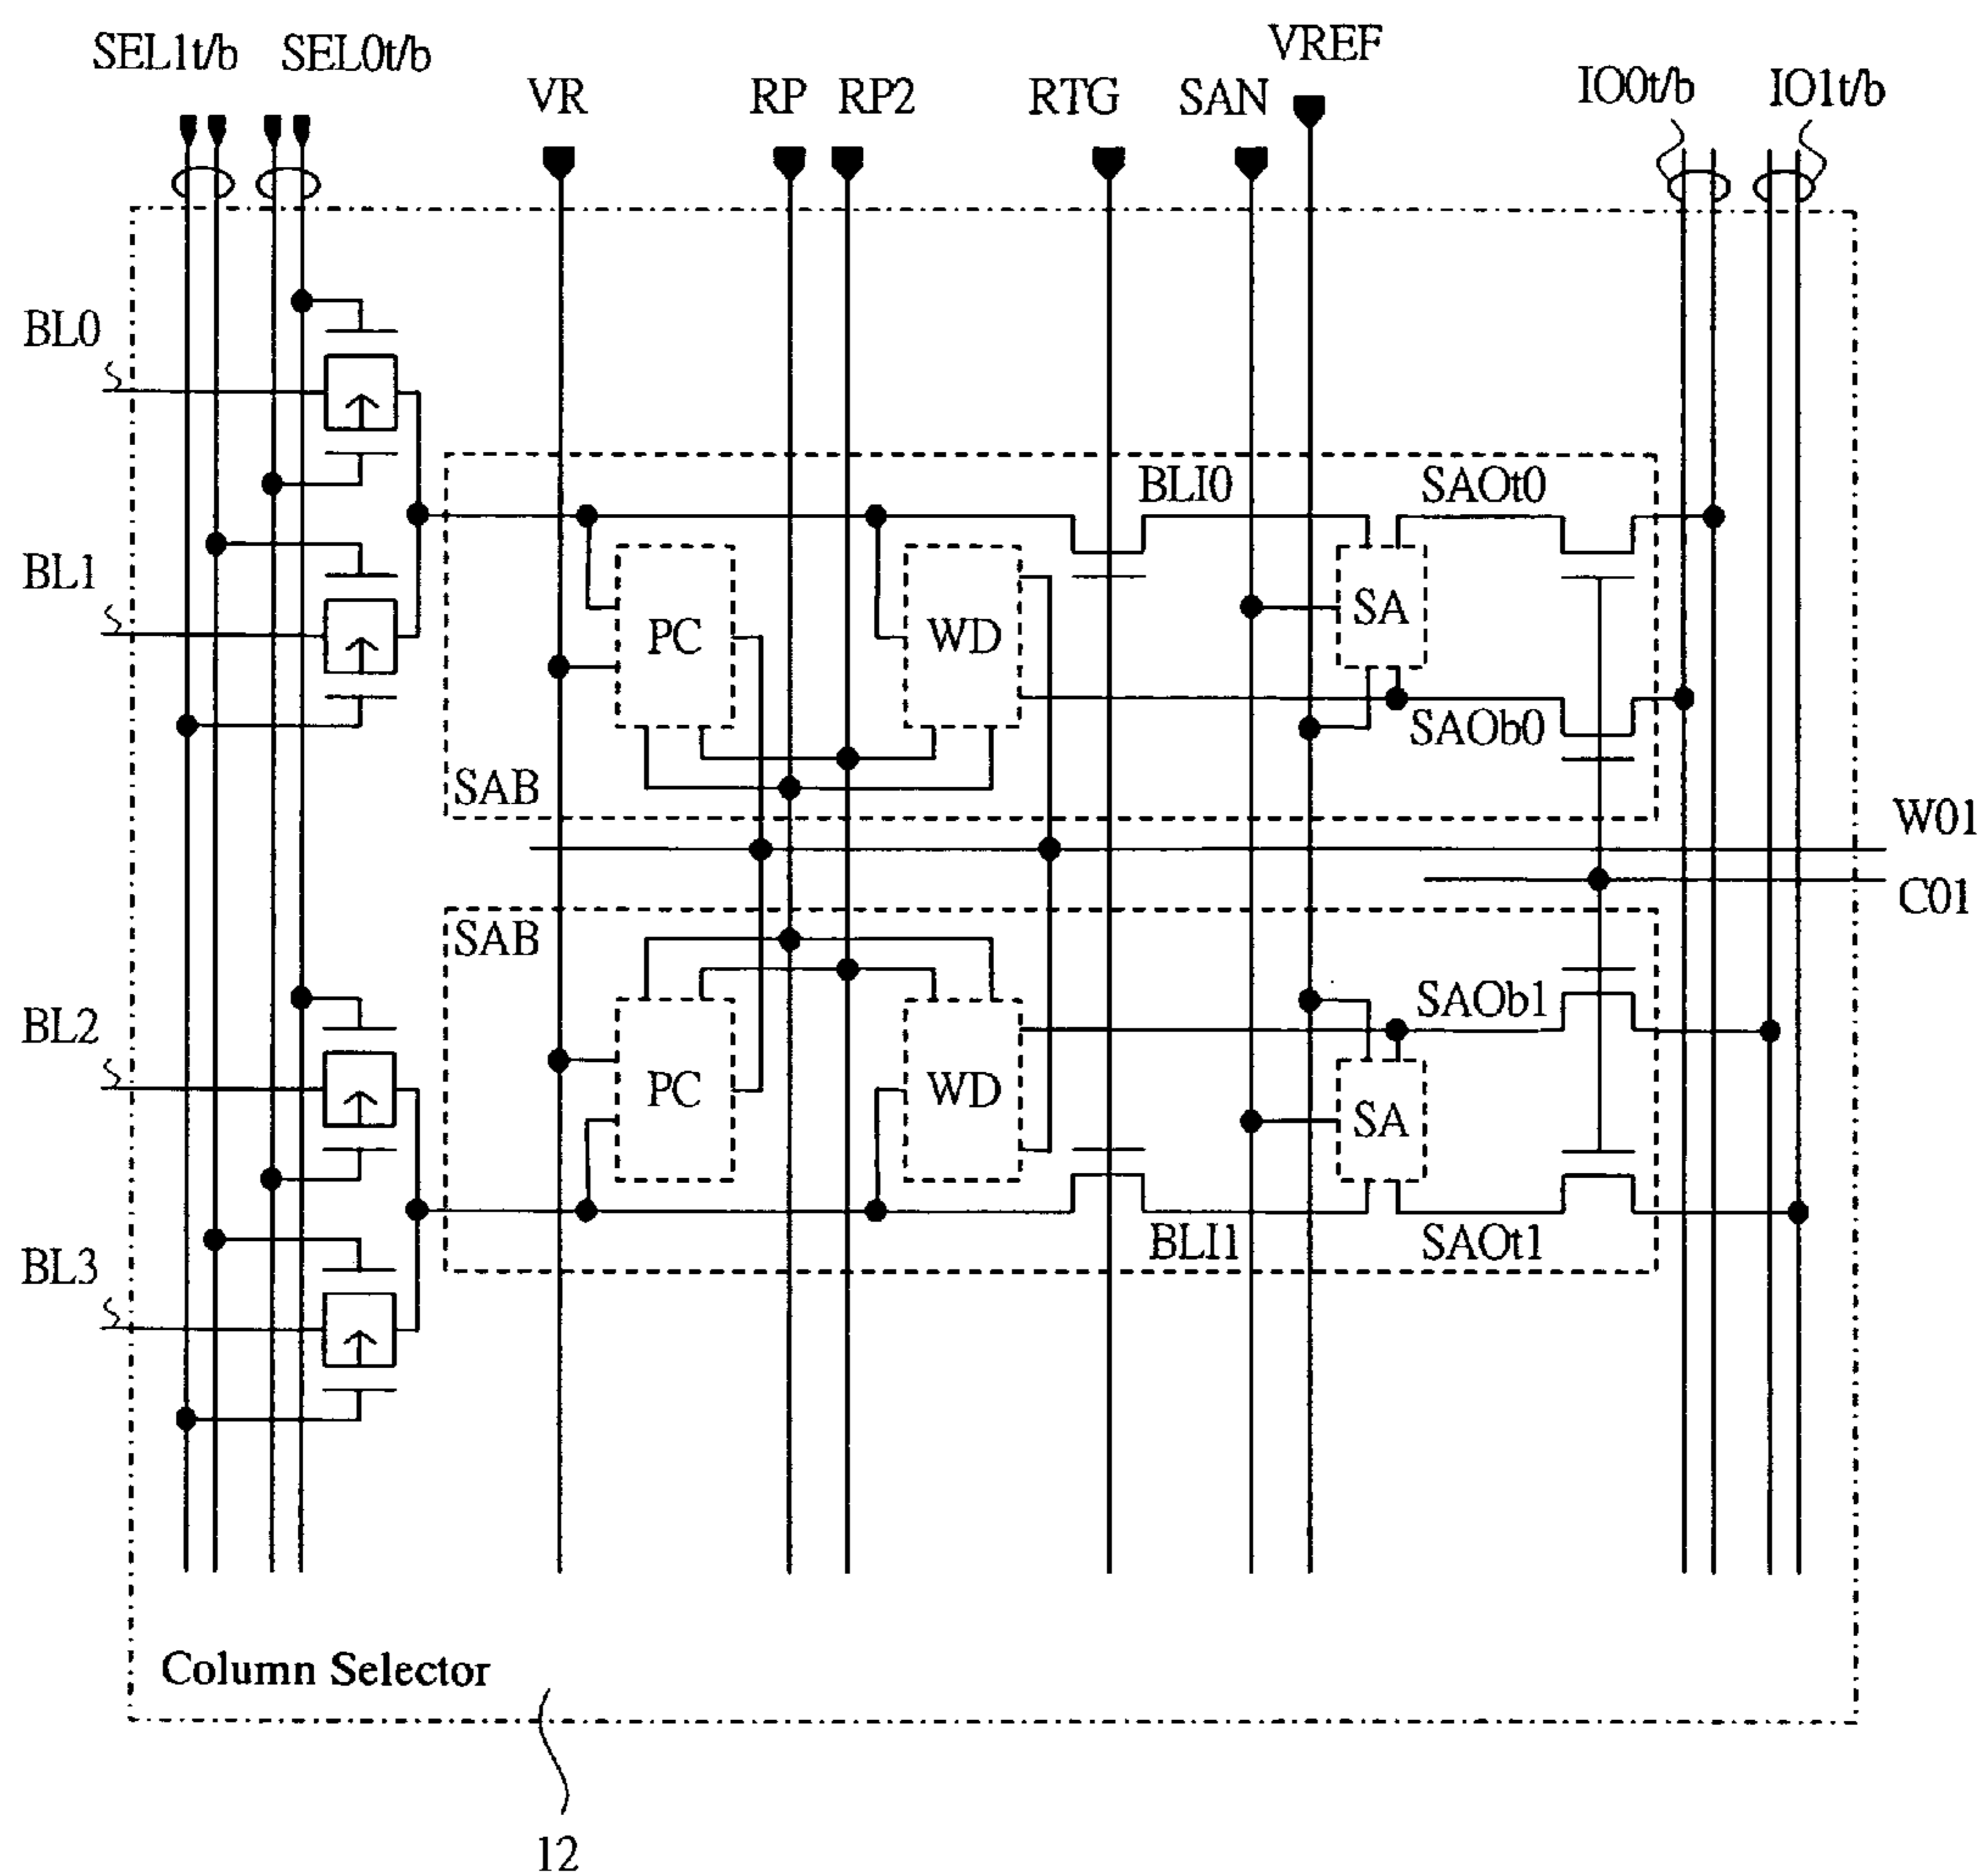 SEL1t/b SEL0t/b VR RP RP2 RTG SAN VREF IO0t/b IO1t/b
BL0
BLI0 SAOt0
BL1
PC WD SA
SAOb0
SAB
W01
C01
SAB
SAOb1
BL2
PC WD SA
BLI1 SAOt1
BL3
Column Selector
12